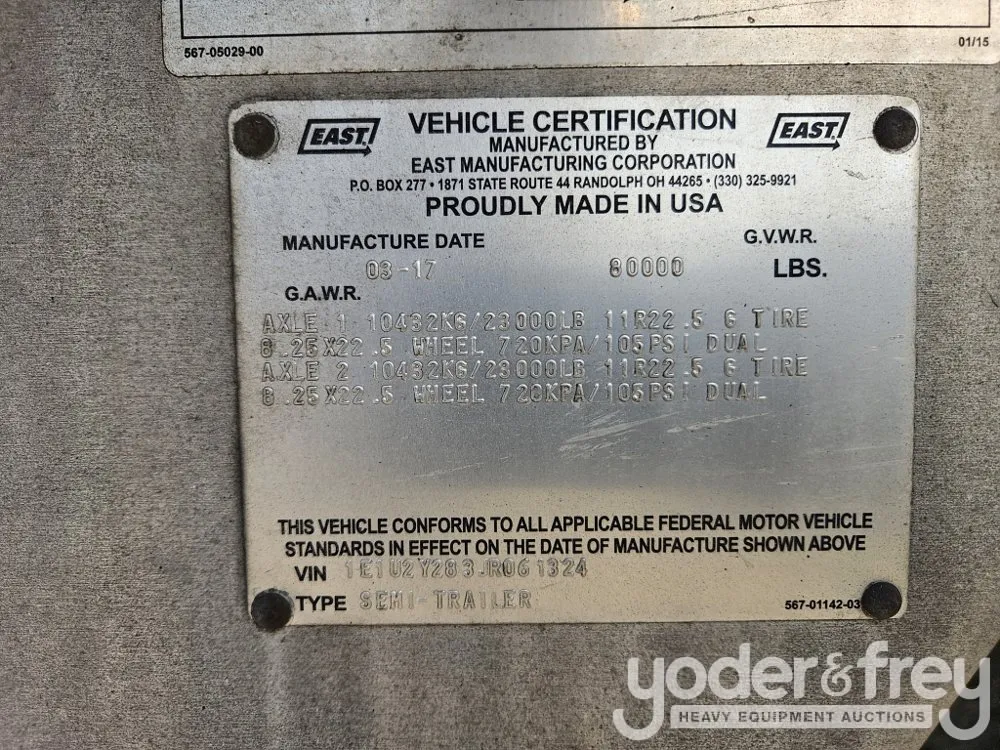 567-05029-00 01/15
EAST VEHICLE CERTIFICATION EAST
MANUFACTURED BY
EAST MANUFACTURING CORPORATION
P.O. BOX 277 • 1871 STATE ROUTE 44 RANDOLPH OH 44265 • (330) 325-9921
PROUDLY MADE IN USA
MANUFACTURE DATE G.V.W.R.
03-17 80000 LBS.
G.A.W.R.
AXLE 1 10432KG/23000LB 11R22.5 G TIRE
8.25X22.5 WHEEL 720KPA/105PSI DUAL
AXLE 2 10432KG/23000LB 11R22.5 G TIRE
8.25X22.5 WHEEL 720KPA/105PSI DUAL
THIS VEHICLE CONFORMS TO ALL APPLICABLE FEDERAL MOTOR VEHICLE
STANDARDS IN EFFECT ON THE DATE OF MANUFACTURE SHOWN ABOVE
VIN 1E1U2Y283JR061324
TYPE SEMI-TRAILER 567-01142-03
yoder&frey
HEAVY EQUIPMENT AUCTIONS